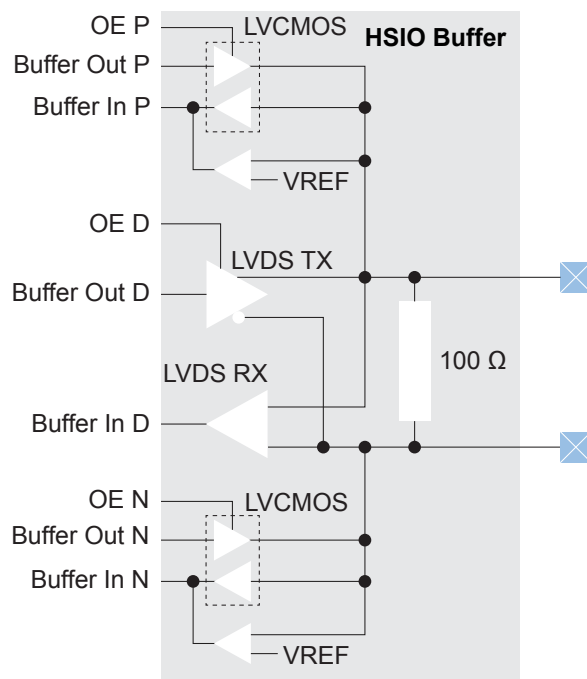 OE P
LVCMOS
HSIO Buffer
Buffer Out P
Buffer In P
VREF
OE D
LVDS TX
Buffer Out D
100 Ω
LVDS RX
Buffer In D
OE N
LVCMOS
Buffer Out N
Buffer In N
VREF